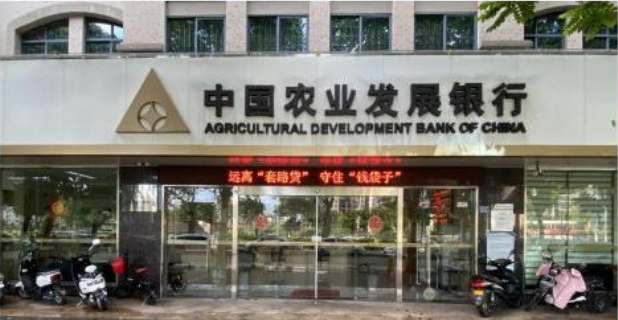 中国农业发展银行
AGRICULTURAL DEVELOPMENT BANK OF CHINA
远离“套路贷” 守住“钱袋子”